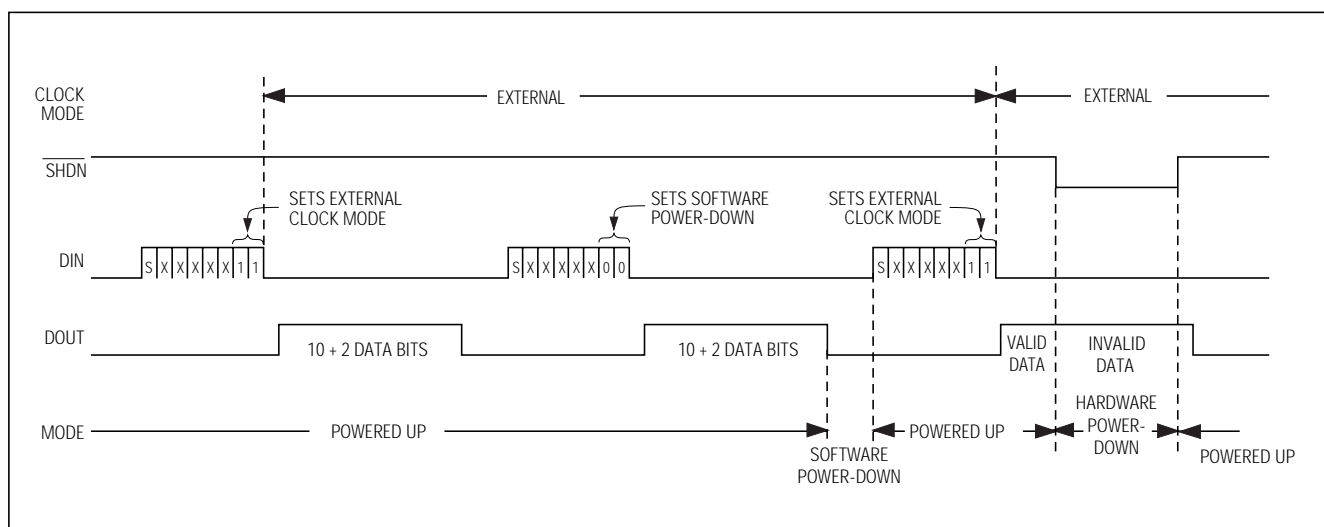 CLOCK
MODE
EXTERNAL
EXTERNAL
SHDN
SETS EXTERNAL
CLOCK MODE
SETS SOFTWARE
POWER-DOWN
SETS EXTERNAL
CLOCK MODE
DIN
S X X X X X 1 1
S X X X X X 0 0
S X X X X X 1 1
DOUT
10 + 2 DATA BITS
10 + 2 DATA BITS
VALID
DATA
INVALID
DATA
MODE
POWERED UP
SOFTWARE
POWER-DOWN
POWERED UP
HARDWARE
POWER-
DOWN
POWERED UP